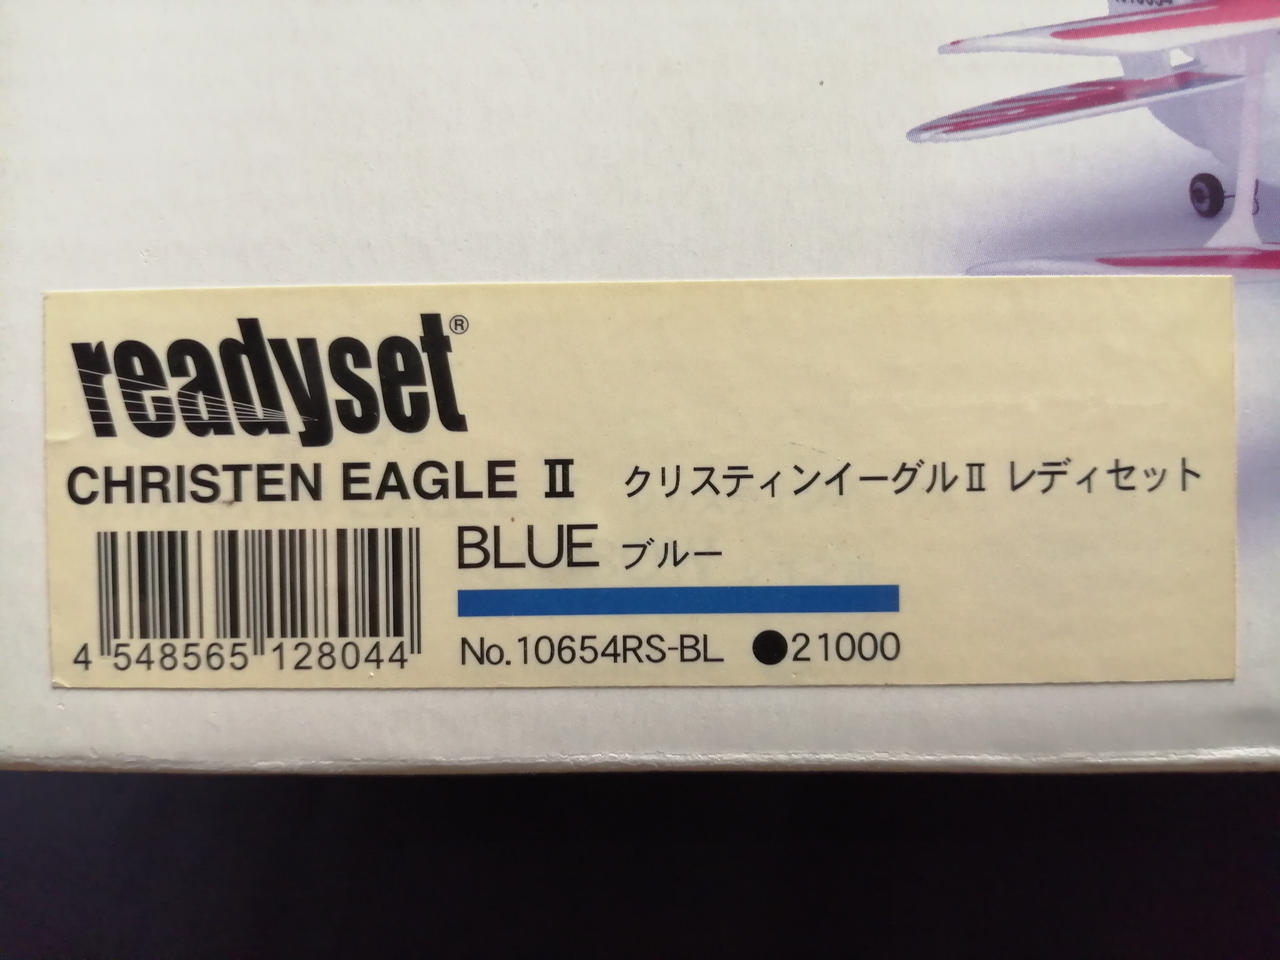 readyset®
CHRISTEN EAGLE Ⅱ クリスティンイーグルⅡ レディセット
BLUE ブルー
4 548565 128044
No.10654RS-BL ●21000